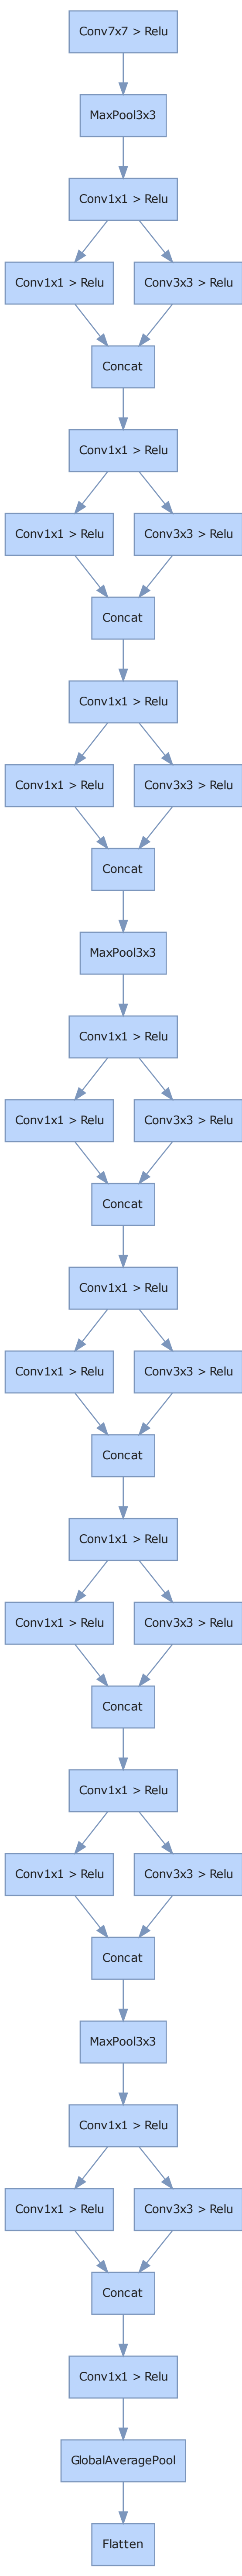 Conv7x7 > Relu
MaxPool3x3
Conv1x1 > Relu
Conv1x1 > Relu
Conv3x3 > Relu
Concat
Conv1x1 > Relu
Conv1x1 > Relu
Conv3x3 > Relu
Concat
Conv1x1 > Relu
Conv1x1 > Relu
Conv3x3 > Relu
Concat
MaxPool3x3
Conv1x1 > Relu
Conv1x1 > Relu
Conv3x3 > Relu
Concat
Conv1x1 > Relu
Conv1x1 > Relu
Conv3x3 > Relu
Concat
Conv1x1 > Relu
Conv1x1 > Relu
Conv3x3 > Relu
Concat
Conv1x1 > Relu
Conv1x1 > Relu
Conv3x3 > Relu
Concat
MaxPool3x3
Conv1x1 > Relu
Conv1x1 > Relu
Conv3x3 > Relu
Concat
Conv1x1 > Relu
GlobalAveragePool
Flatten